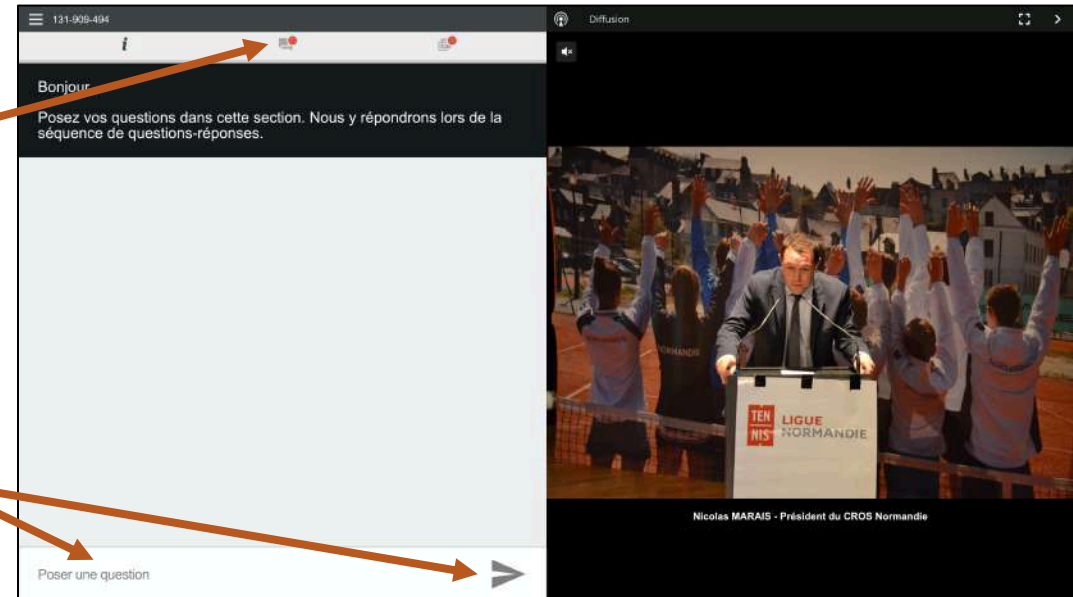 131-909-494
i
Bonjour
Posez vos questions dans cette section. Nous y répondrons lors de la
séquence de questions-réponses.
Poser une question
Diffusion
NORMANDIE
TEN
NIS
LIGUE
NORMANDIE
Nicolas MARAIS - Président du CROS Normandie